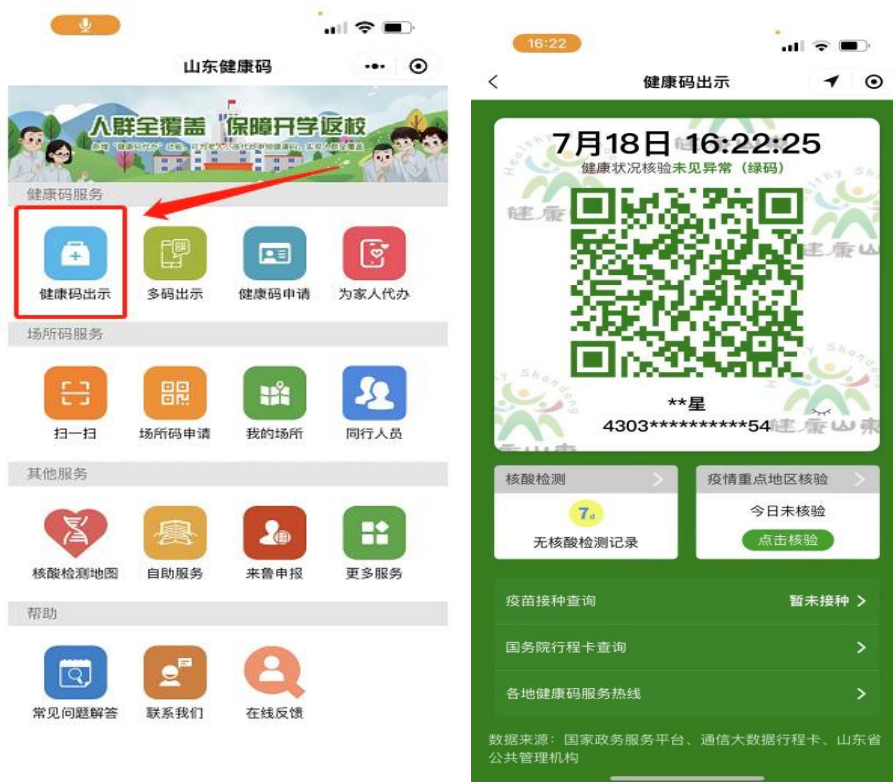 山东健康码
人群全覆盖 保障开学返校
健康码服务
健康码出示
多码出示
健康码申请
为家人代办
场所码服务
扫一扫
场所码申请
我的场所
同行人员
其他服务
核酸检测地图
自助服务
来鲁申报
更多服务
帮助
常见问题解答
联系我们
在线反馈
16:22
健康码出示
7月18日 16:22:25
健康状况核验未见异常（绿码）
**星
4303**********54
核酸检测
疫情重点地区核验
7d
今日未核验
无核酸检测记录
点击核验
疫苗接种查询
暂未接种
国务院行程卡查询
各地健康码服务热线
数据来源：国家政务服务平台、通信大数据行程卡、山东省
公共管理机构